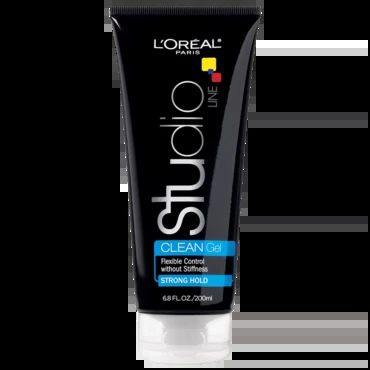 L'ORÉAL
PARIS
Studio
LINE
CLEAN Gel
Flexible Control
without Stiffness
STRONG HOLD
6.8 FL.OZ./200ml